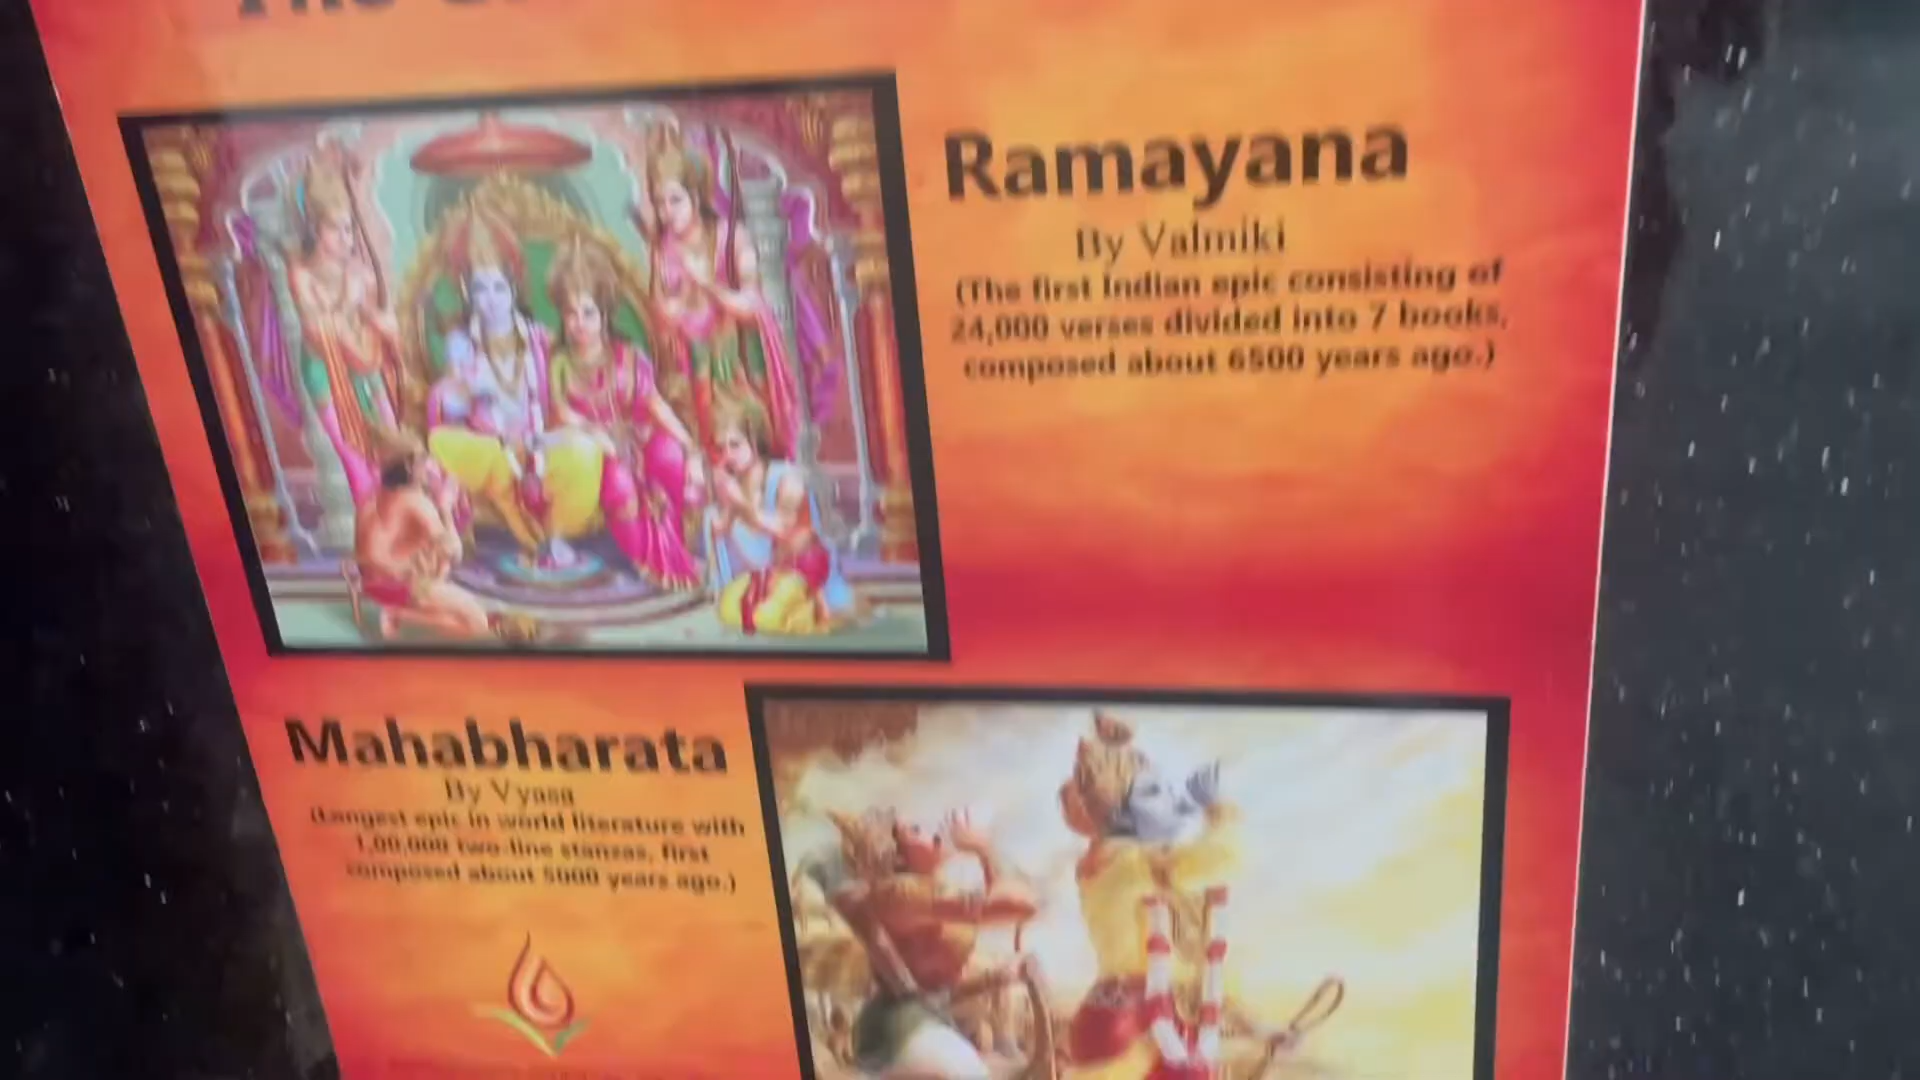 The
Ramayana
By Valmiki
(The first Indian epic consisting of
24,000 verses divided into 7 books,
composed about 6500 years ago.)
Mahabharata
By Vyasa
(Longest epic in world literature with
1,00,000 two-line stanzas, first
composed about 5000 years ago.)